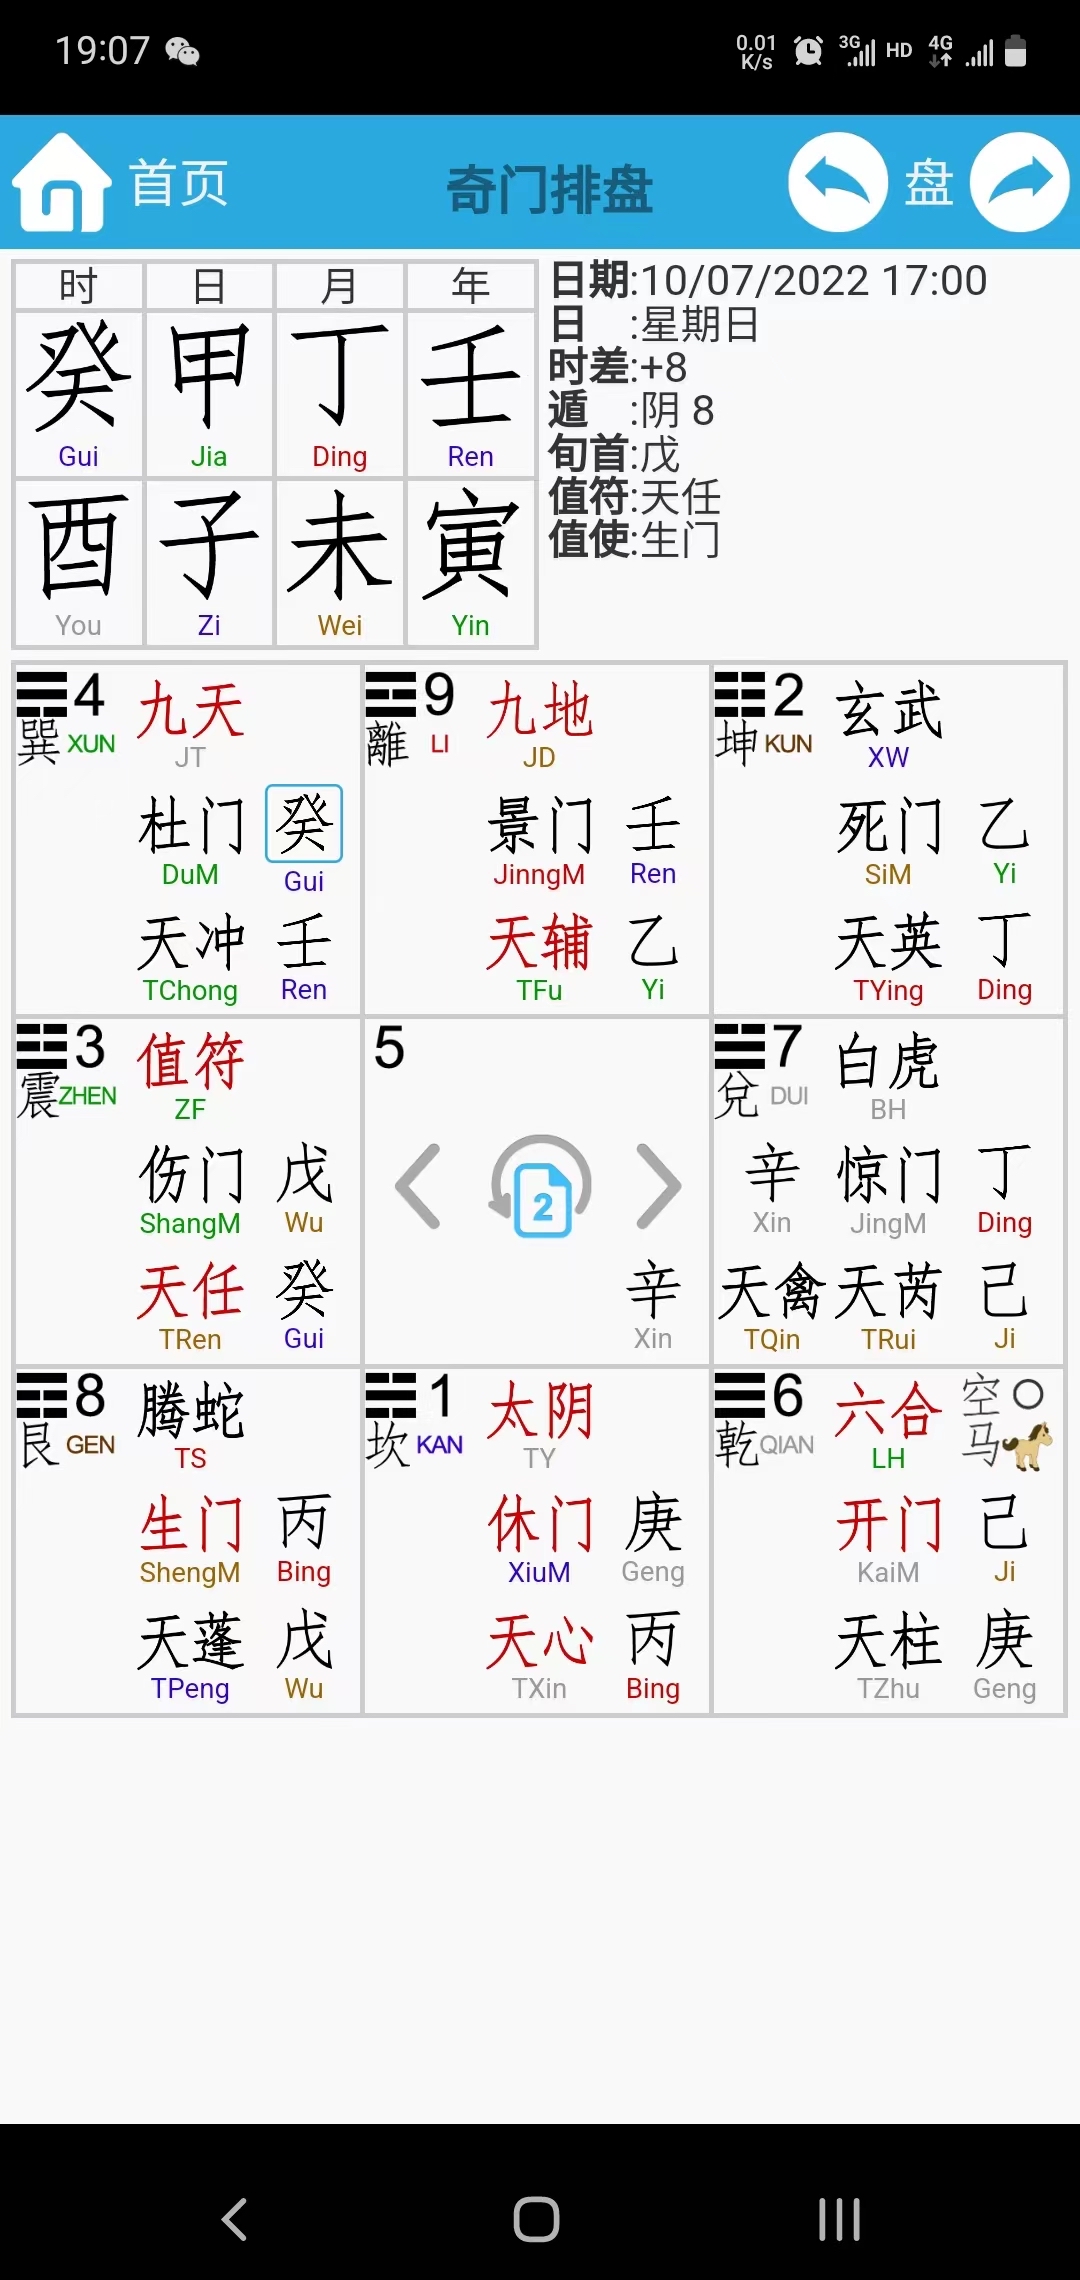 19:07
0.01 K/s 3G HD 4G
首页 奇门排盘 盘
时 日 月 年
癸 甲 丁 壬
Gui Jia Ding Ren
酉 子 未 寅
You Zi Wei Yin
日期:10/07/2022 17:00
日 :星期日
时差:+8
遁 :阴 8
旬首:戊
值符:天任
值使:生门
4 九天
巽 XUN JT
杜门 癸
DuM Gui
天冲 壬
TChong Ren
9 九地
離 LI JD
景门 壬
JinngM Ren
天辅 乙
TFu Yi
2 玄武
坤 KUN XW
死门 乙
SiM Yi
天英 丁
TYing Ding
3 值符
震 ZHEN ZF
伤门 戊
ShangM Wu
天任 癸
TRen Gui
5
2
辛
Xin
7 白虎
兌 DUI BH
辛 惊门 丁
Xin JingM Ding
天禽 天芮 己
TQin TRui Ji
8 腾蛇
艮 GEN TS
生门 丙
ShengM Bing
天蓬 戊
TPeng Wu
1 太阴
坎 KAN TY
休门 庚
XiuM Geng
天心 丙
TXin Bing
6 六合 空
乾 QIAN LH 马
开门 己
KaiM Ji
天柱 庚
TZhu Geng